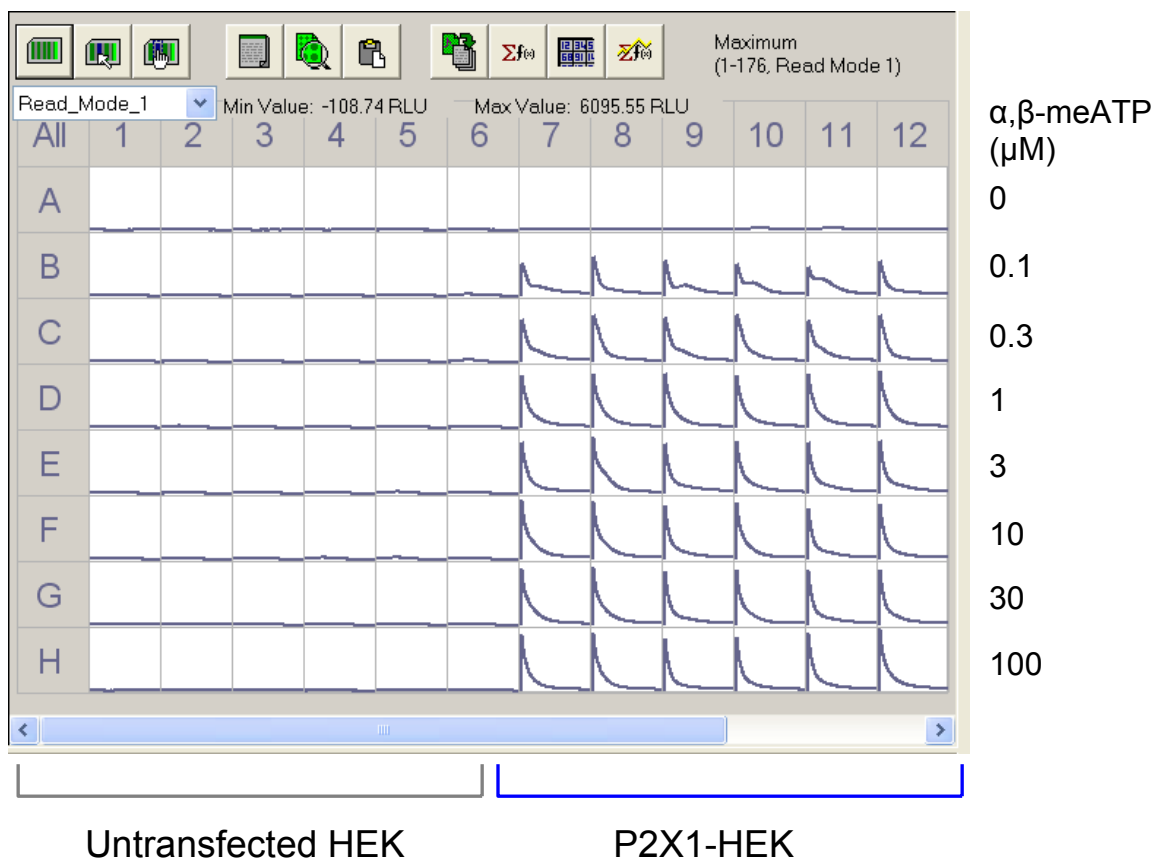 Maximum
(1-176, Read Mode 1)
Read_Mode_1 Min Value: -108.74 RLU Max Value: 6095.55 RLU
α,β-meATP
(μM)
All 1 2 3 4 5 6 7 8 9 10 11 12
A 0
B 0.1
C 0.3
D 1
E 3
F 10
G 30
H 100
Untransfected HEK P2X1-HEK